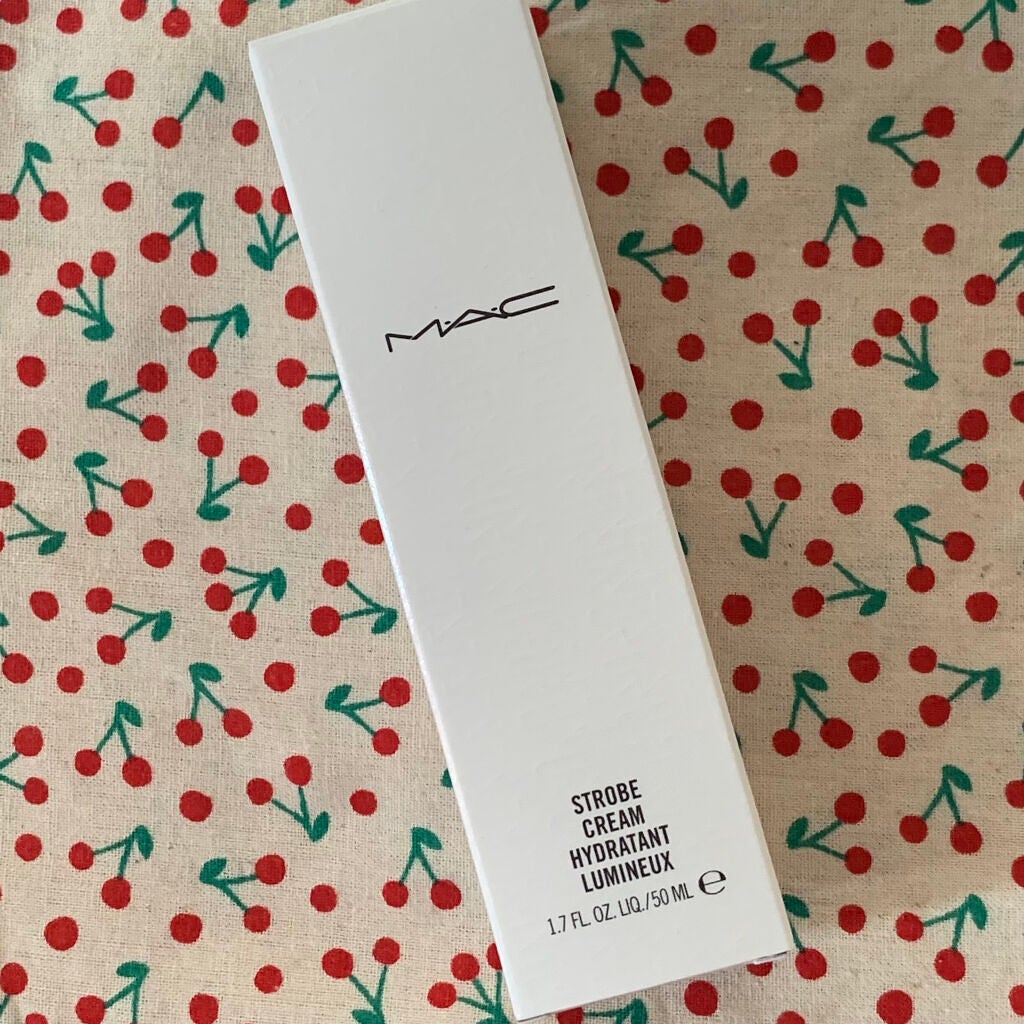 M·A·C
STROBE
CREAM
HYDRATANT
LUMINEUX
1.7 FL. OZ. LIQ./50 ML ℮